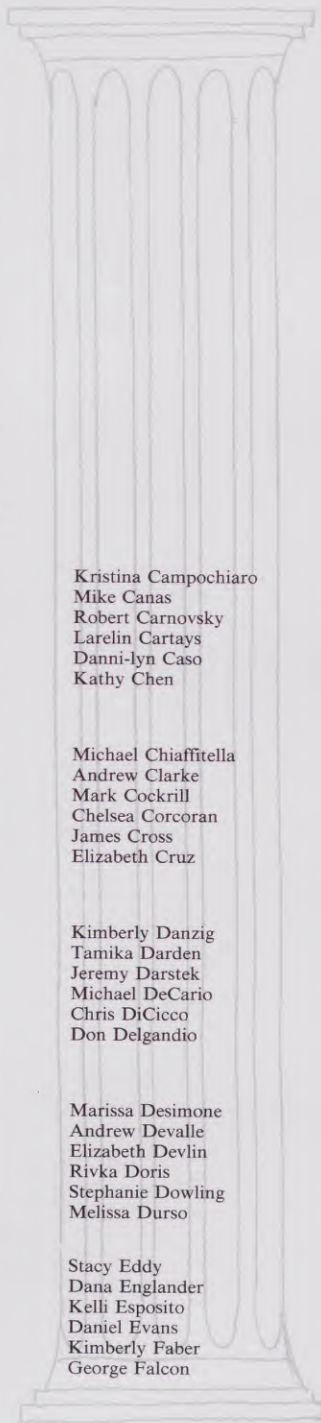 Kristina Campochiaro
Mike Canas
Robert Carnovsky
Larelin Cartays
Danni-lyn Caso
Kathy Chen
Michael Chiaffitella
Andrew Clarke
Mark Cockrill
Chelsea Corcoran
James Cross
Elizabeth Cruz
Kimberly Danzig
Tamika Darden
Jeremy Darstek
Michael DeCario
Chris DiCicco
Don Delgandio
Marissa Desimone
Andrew Devalle
Elizabeth Devlin
Rivka Doris
Stephanie Dowling
Melissa Durso
Stacy Eddy
Dana Englander
Kelli Esposito
Daniel Evans
Kimberly Faber
George Falcon